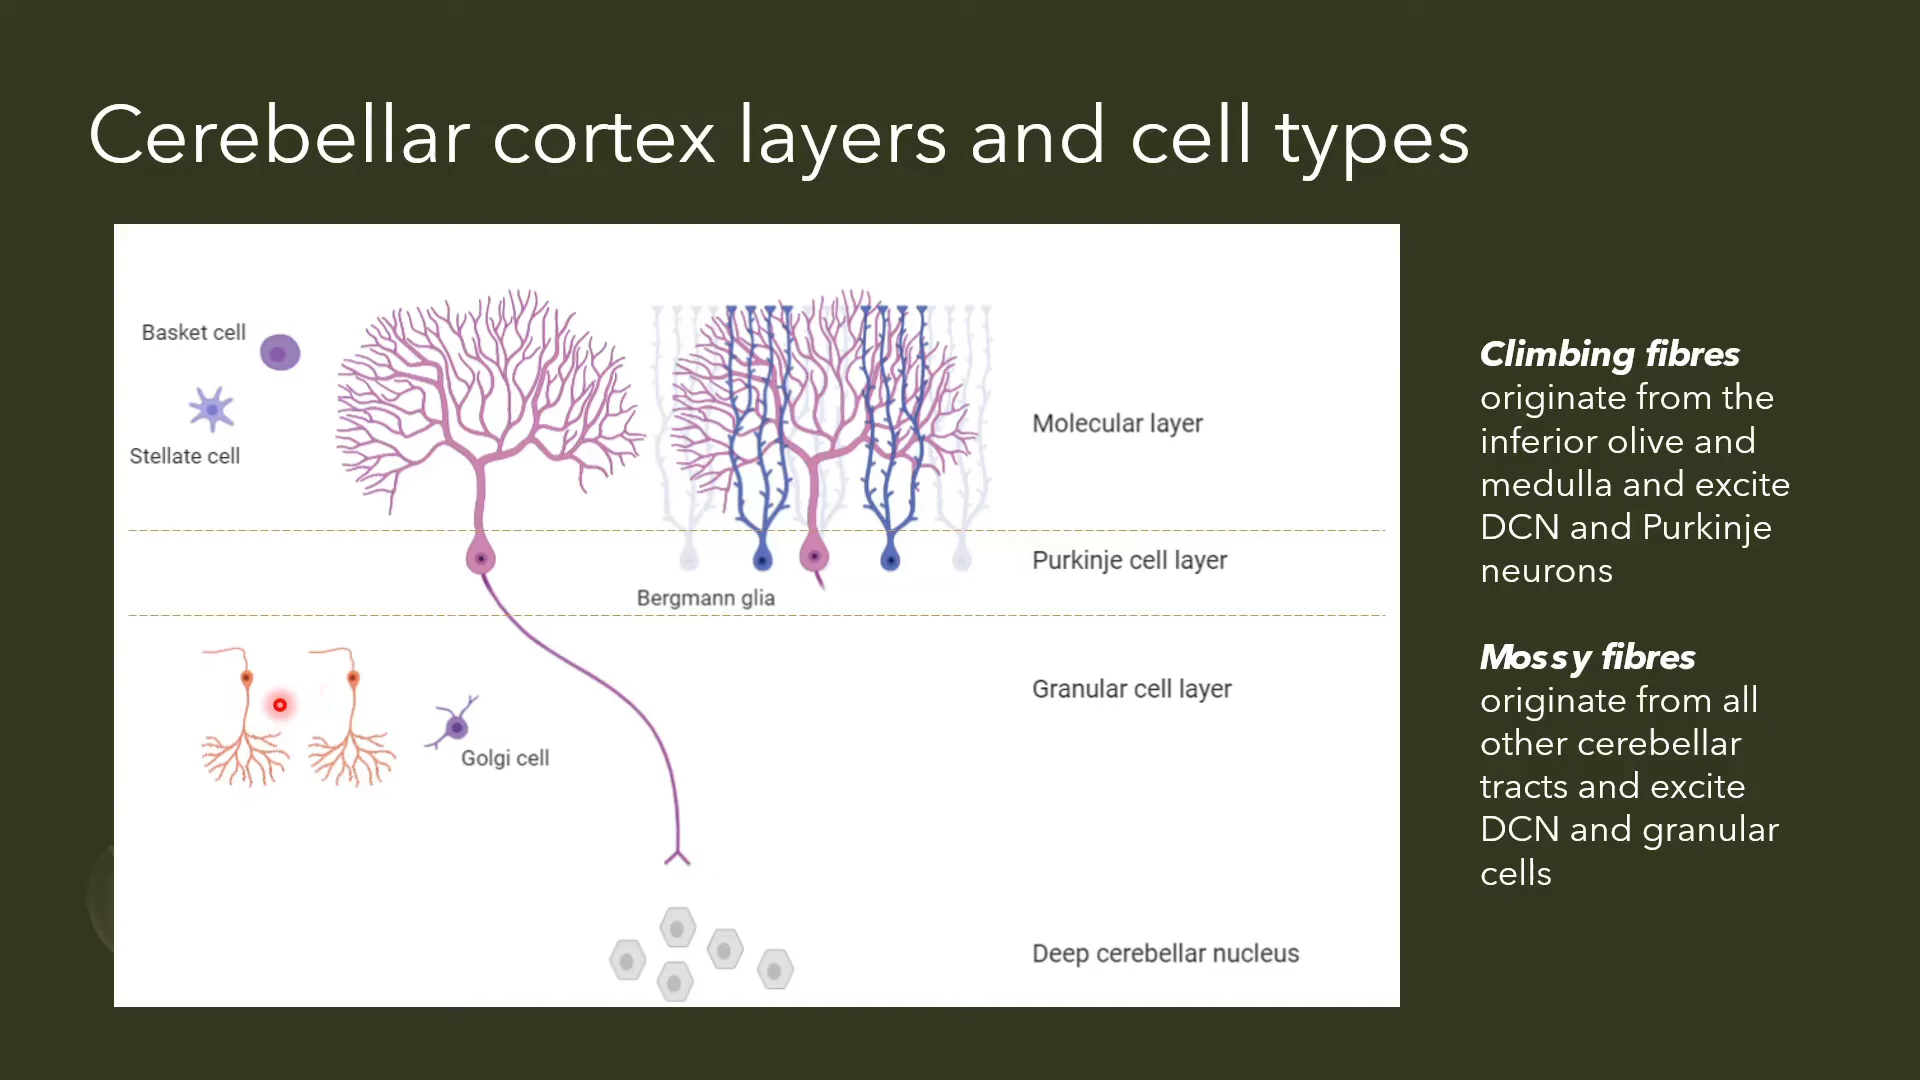 Cerebellar cortex layers and cell types
Basket cell
Stellate cell
Molecular layer
Purkinje cell layer
Bergmann glia
Granular cell layer
Golgi cell
Deep cerebellar nucleus
Climbing fibres
originate from the
inferior olive and
medulla and excite
DCN and Purkinje
neurons
Mossy fibres
originate from all
other cerebellar
tracts and excite
DCN and granular
cells